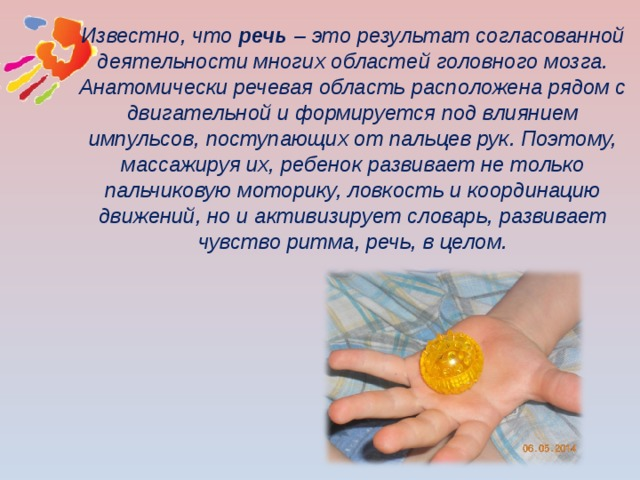 Известно, что речь – это результат согласованной
деятельности многих областей головного мозга.
Анатомически речевая область расположена рядом с
двигательной и формируется под влиянием
импульсов, поступающих от пальцев рук. Поэтому,
массажируя их, ребенок развивает не только
пальчиковую моторику, ловкость и координацию
движений, но и активизирует словарь, развивает
чувство ритма, речь, в целом.
06.05.2014